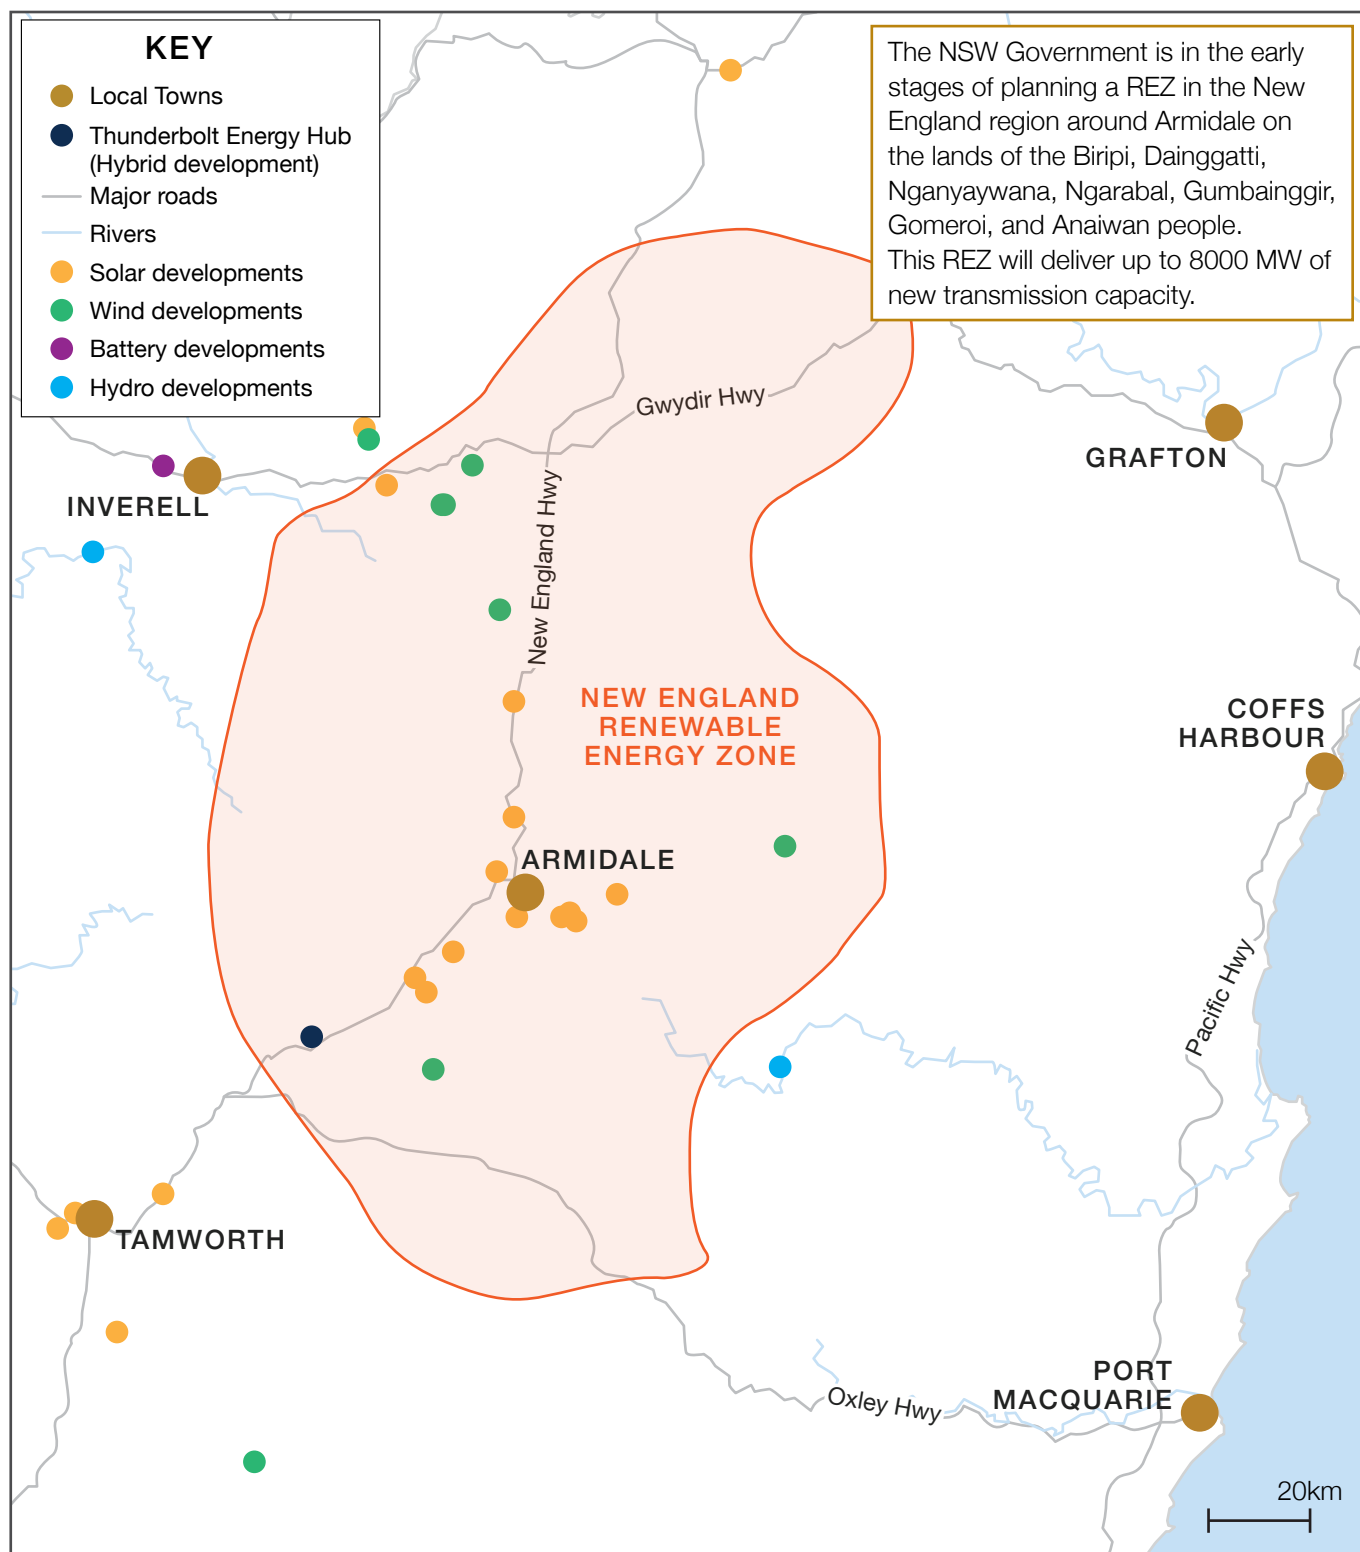 KEY
Local Towns
Thunderbolt Energy Hub
(Hybrid development)
Major roads
Rivers
Solar developments
Wind developments
Battery developments
Hydro developments
The NSW Government is in the early
stages of planning a REZ in the New
England region around Armidale on
the lands of the Biripi, Dainggatti,
Nganyaywana, Ngarabal, Gumbainggir,
Gomeroi, and Anaiwan people.
This REZ will deliver up to 8000 MW of
new transmission capacity.
Gwydir Hwy
GRAFTON
INVERELL
New England Hwy
NEW ENGLAND
RENEWABLE
ENERGY ZONE
COFFS
HARBOUR
ARMIDALE
Pacific Hwy
TAMWORTH
PORT
MACQUARIE
Oxley Hwy
20km